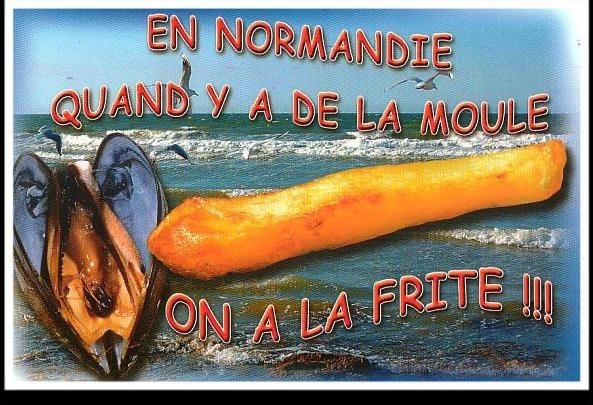 EN NORMANDIE
QUAND Y A DE LA MOULE
ON A LA FRITE !!!